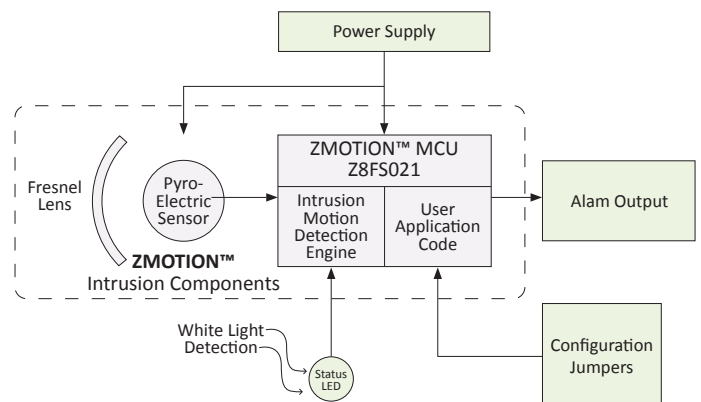 Power Supply
ZMOTION™ MCU
Z8FS021
Fresnel
Lens
Pyro-
Electric
Sensor
Intrusion
Motion
Detection
Engine
User
Application
Code
Alam Output
ZMOTION™
Intrusion Components
White Light
Detection
Status
LED
Configuration
Jumpers